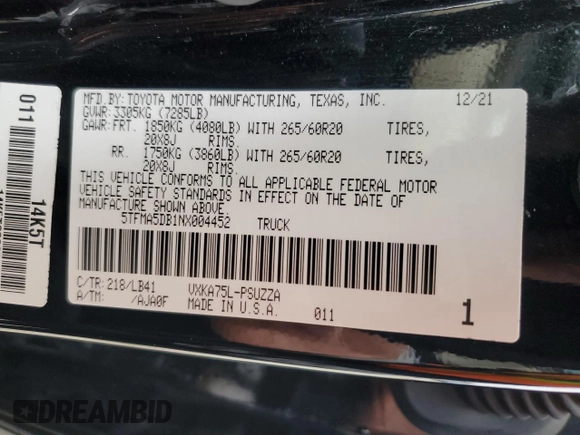 MFD.BY:TOYOTA MOTOR MANUFACTURING, TEXAS, INC. 12/21
GVWR:3305KG (7285LB)
GAWR:FRT. 1850KG (4080LB) WITH 265/60R20 TIRES,
20X8J RIMS.
RR. 1750KG (3860LB) WITH 265/60R20 TIRES,
20X8J RIMS.
THIS VEHICLE CONFORMS TO ALL APPLICABLE FEDERAL MOTOR
VEHICLE SAFETY STANDARDS IN EFFECT ON THE DATE OF
MANUFACTURE SHOWN ABOVE.
5TFMA5DB1NX004452 TRUCK
C/TR:218/LB41 VXKA75L-PSUZZA
A/TM: /AJA0F MADE IN U.S.A. 011 1
011
14K5T
DREAMBID